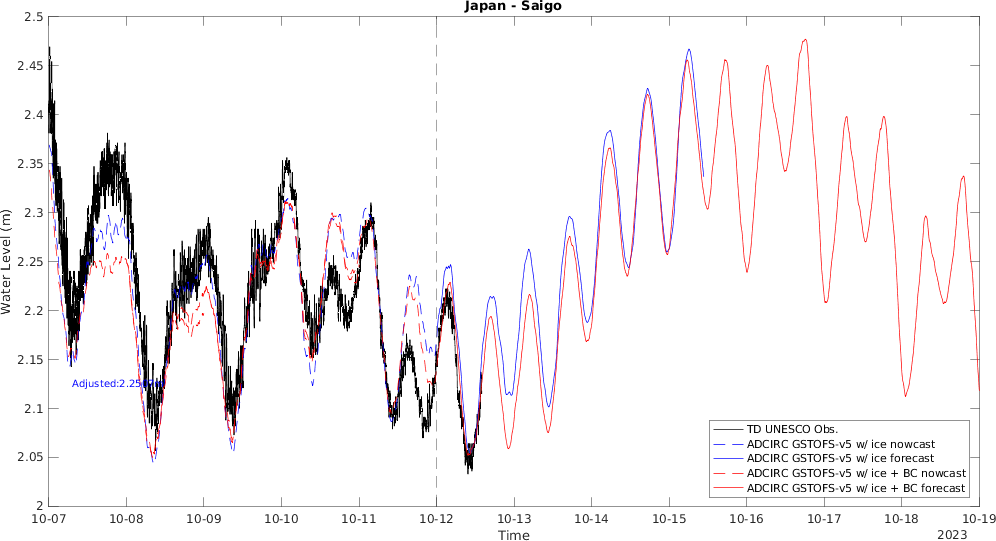 Japan - Saigo
2.5
2.45
2.4
2.35
2.3
2.25
2.2
2.15
2.1
2.05
2
Water Level (m)
Adjusted:2.25
TD UNESCO Obs.
ADCIRC GSTOFS-v5 w/ ice nowcast
ADCIRC GSTOFS-v5 w/ ice forecast
ADCIRC GSTOFS-v5 w/ ice + BC nowcast
ADCIRC GSTOFS-v5 w/ ice + BC forecast
10-07 10-08 10-09 10-10 10-11 10-12 10-13 10-14 10-15 10-16 10-17 10-18 10-19
Time
2023